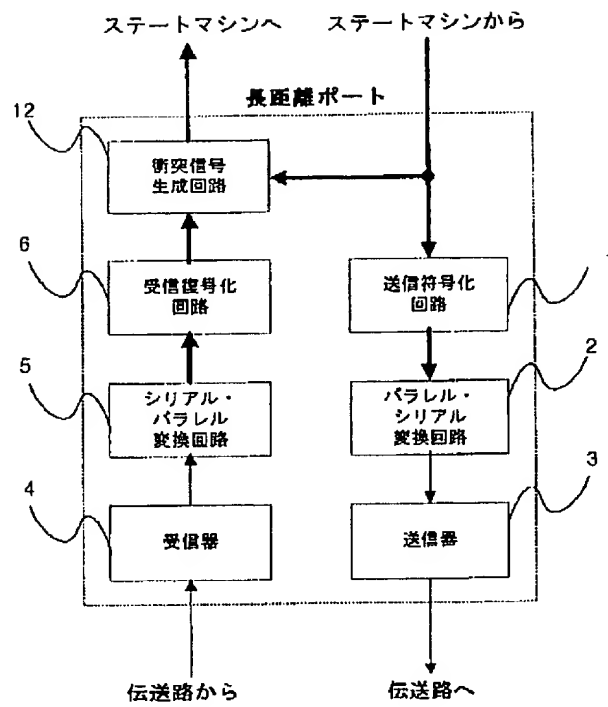 ステートマシンへ
ステートマシンから
長距離ポート
12
衝突信号
生成回路
6
受信復号化
回路
送信符号化
回路
5
シリアル・
パラレル
変換回路
2
パラレル・
シリアル
変換回路
4
受信器
3
送信器
伝送路から
伝送路へ